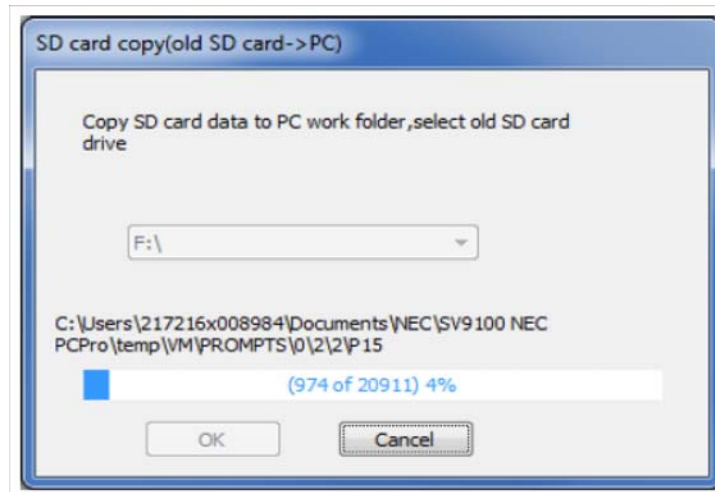 SD card copy(old SD card->PC)
Copy SD card data to PC work folder,select old SD card
drive
F:\
C:\Users\217216x008984\Documents\NEC\SV9100 NEC
PCPro\temp\VM\PROMPTS\0\2\2\P15
(974 of 20911) 4%
OK
Cancel